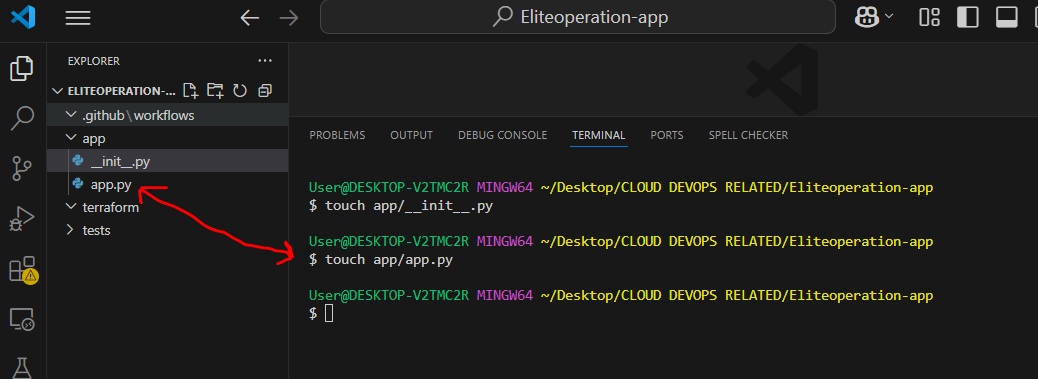 Eliteoperation-app
EXPLORER
ELITEOPERATION-...
.github\workflows
app
__init__.py
app.py
terraform
tests
PROBLEMS OUTPUT DEBUG CONSOLE TERMINAL PORTS SPELL CHECKER
User@DESKTOP-V2TMC2R MINGW64 ~/Desktop/CLOUD DEVOPS RELATED/Eliteoperation-app
$ touch app/__init__.py
User@DESKTOP-V2TMC2R MINGW64 ~/Desktop/CLOUD DEVOPS RELATED/Eliteoperation-app
$ touch app/app.py
User@DESKTOP-V2TMC2R MINGW64 ~/Desktop/CLOUD DEVOPS RELATED/Eliteoperation-app
$